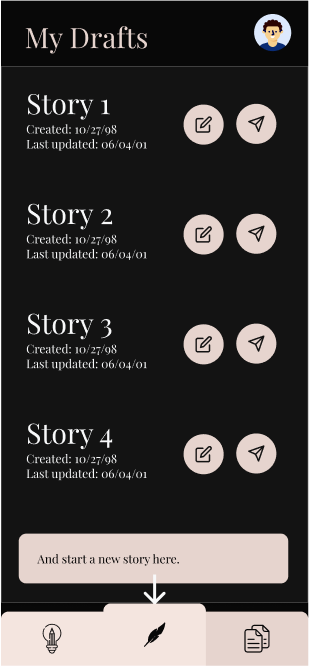 My Drafts
Story 1
Created: 10/27/98
Last updated: 06/04/01
Story 2
Created: 10/27/98
Last updated: 06/04/01
Story 3
Created: 10/27/98
Last updated: 06/04/01
Story 4
Created: 10/27/98
Last updated: 06/04/01
And start a new story here.